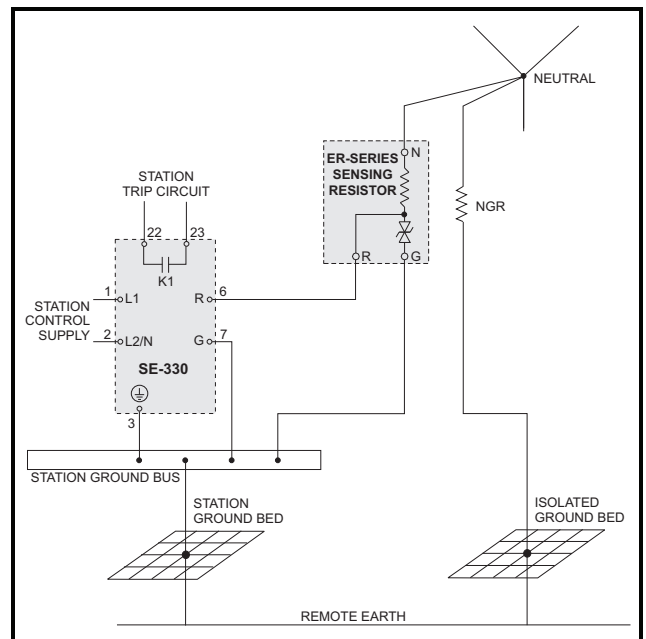 NEUTRAL
ER-SERIES
SENSING
RESISTOR
N
STATION
TRIP CIRCUIT
NGR
22
23
K1
R
G
1
L1
R
6
STATION
CONTROL
SUPPLY
2
L2/N
G
7
SE-330
3
STATION GROUND BUS
STATION
GROUND BED
ISOLATED
GROUND BED
REMOTE EARTH